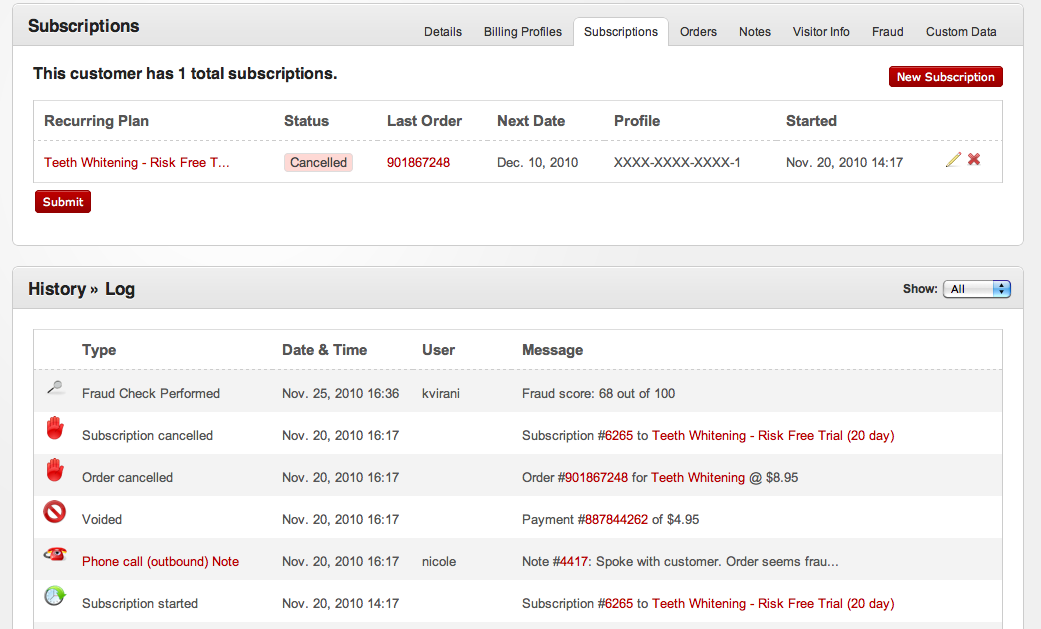 Subscriptions
Details Billing Profiles Subscriptions Orders Notes Visitor Info Fraud Custom Data
This customer has 1 total subscriptions.
New Subscription
Recurring Plan Status Last Order Next Date Profile Started
Teeth Whitening - Risk Free T... Cancelled 901867248 Dec. 10, 2010 XXXX-XXXX-XXXX-1 Nov. 20, 2010 14:17
Submit
History » Log
Show: All
Type Date & Time User Message
Fraud Check Performed Nov. 25, 2010 16:36 kvirani Fraud score: 68 out of 100
Subscription cancelled Nov. 20, 2010 16:17 Subscription #6265 to Teeth Whitening - Risk Free Trial (20 day)
Order cancelled Nov. 20, 2010 16:17 Order #901867248 for Teeth Whitening @ $8.95
Voided Nov. 20, 2010 16:17 Payment #887844262 of $4.95
Phone call (outbound) Note Nov. 20, 2010 16:17 nicole Note #4417: Spoke with customer. Order seems frau...
Subscription started Nov. 20, 2010 14:17 Subscription #6265 to Teeth Whitening - Risk Free Trial (20 day)